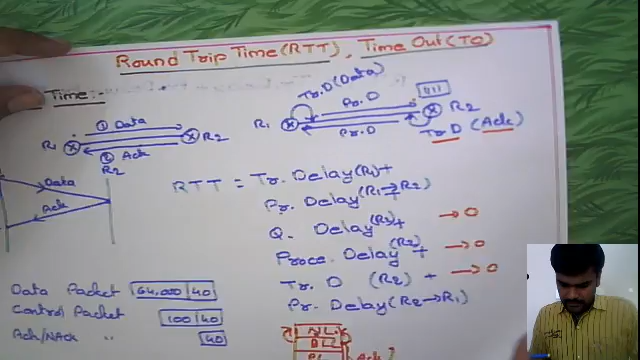 Round Trip Time (RTT), Time Out (TO)
Time:-
Tr.D (Data)
Pr. D
R1
R2
Pr. D
Tr D (Ack)
① Data
R1
R2
② Ack
R2
Data
Ack
RTT = Tr. Delay (R1) +
Pr. Delay (R1→R2) +
Q. Delay (R2) + → 0
Proce. Delay (R2) + → 0
Tr. D (R2) + → 0
Pr. Delay (R2→R1)
Data Packet 64,000 40
Control Packet 100 40
Ack/NAck " 40
N L
D L
PL
Ack